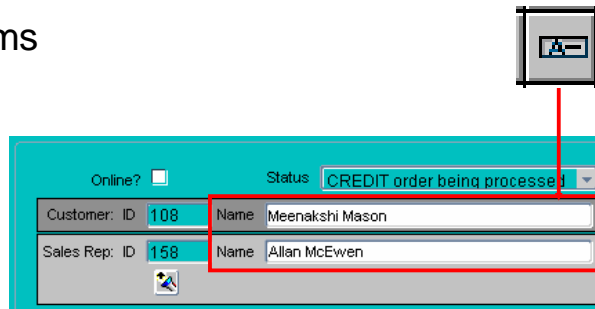 ms
A
Online? Status CREDIT order being processed
Customer: ID 108 Name Meenakshi Mason
Sales Rep: ID 158 Name Allan McEwen